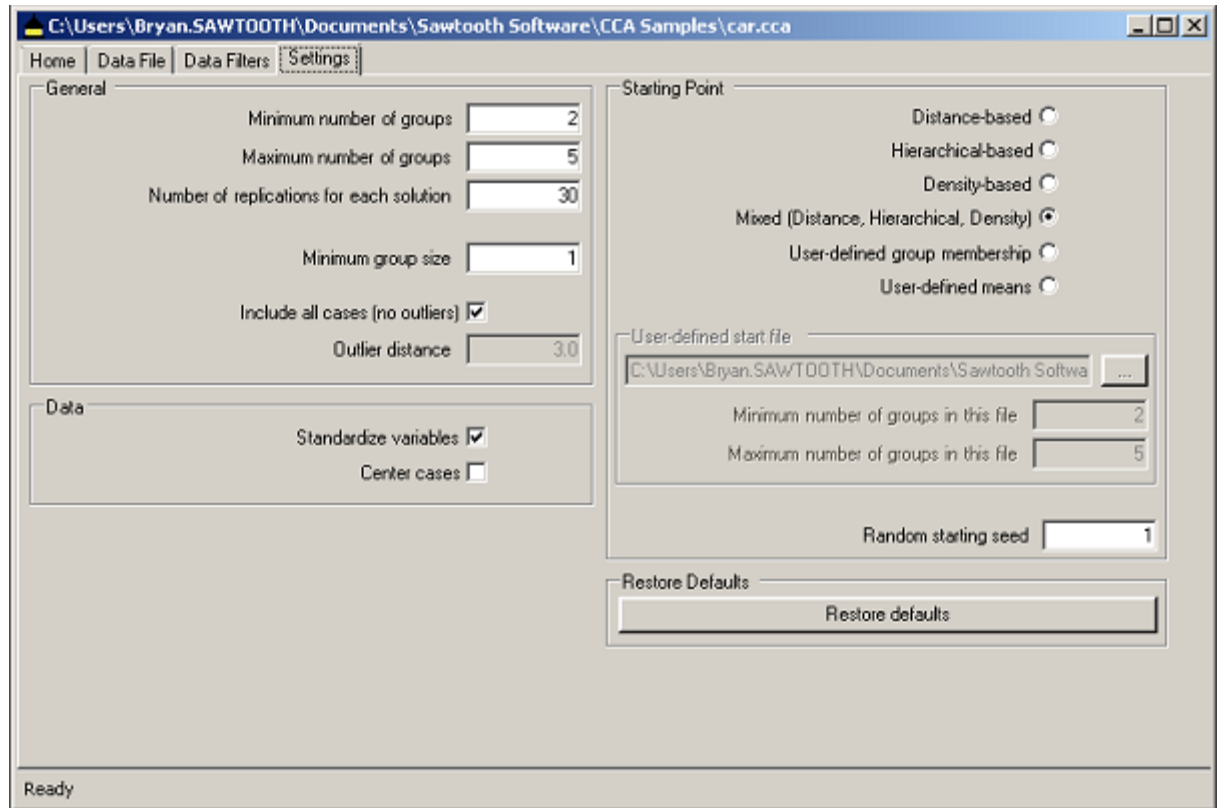 C:\Users\Bryan.SAWTOOTH\Documents\Sawtooth Software\CCA Samples\car.cca
Home Data File Data Filters Settings
General
Minimum number of groups 2
Maximum number of groups 5
Number of replications for each solution 30
Minimum group size 1
Include all cases (no outliers)
Outlier distance 3.0
Data
Standardize variables
Center cases
Starting Point
Distance-based
Hierarchical-based
Density-based
Mixed (Distance, Hierarchical, Density)
User-defined group membership
User-defined means
User-defined start file
C:\Users\Bryan.SAWTOOTH\Documents\Sawtooth Softwa ...
Minimum number of groups in this file 2
Maximum number of groups in this file 5
Random starting seed 1
Restore Defaults
Restore defaults
Ready